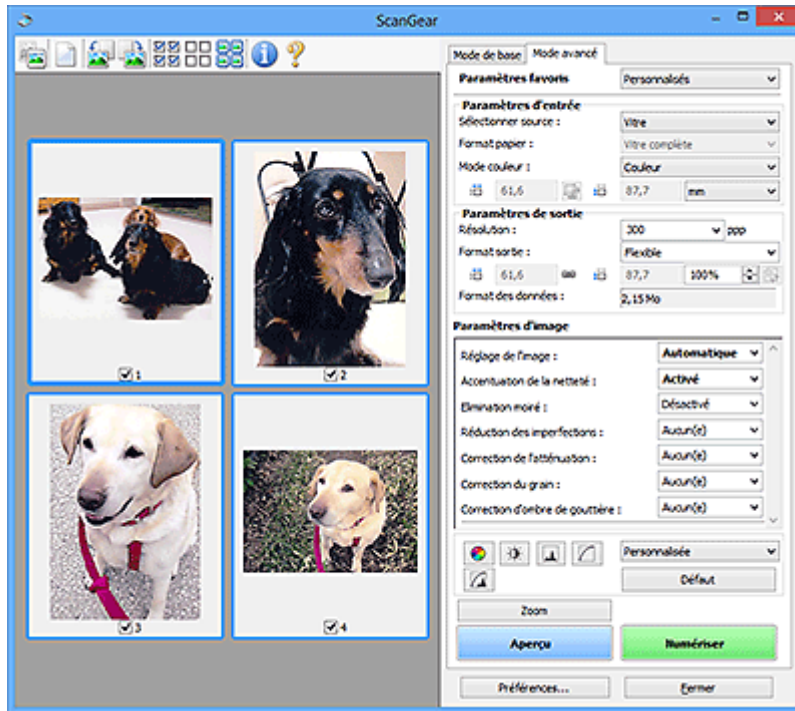 ScanGear
Mode de base Mode avancé
Paramètres favoris Personnalisés
Paramètres d'entrée
Sélectionner source : Vitre
Format papier : Vitre complète
Mode couleur : Couleur
61,6 87,7 mm
Paramètres de sortie
Résolution : 300 ppp
Format sortie : Flexible
61,6 87,7 100%
Format des données : 2,15 Mo
Paramètres d'image
Réglage de l'image : Automatique
Accentuation de la netteté : Activé
Elimination moiré : Désactivé
Réduction des imperfections : Aucun(e)
Correction de l'atténuation : Aucun(e)
Correction du grain : Aucun(e)
Correction d'ombre de gouttière : Aucun(e)
Personnalisée
Défaut
Zoom
Aperçu Numériser
Préférences... Fermer
1
2
3
4